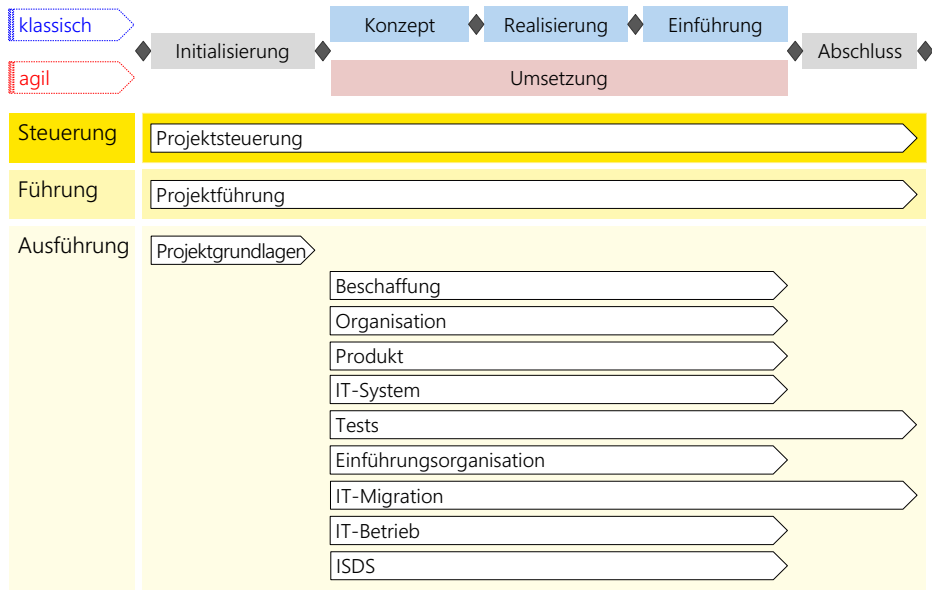 klassisch
Konzept
Realisierung
Einführung
Initialisierung
Abschluss
agil
Umsetzung
Steuerung
Projektsteuerung
Führung
Projektführung
Ausführung
Projektgrundlagen
Beschaffung
Organisation
Produkt
IT-System
Tests
Einführungsorganisation
IT-Migration
IT-Betrieb
ISDS